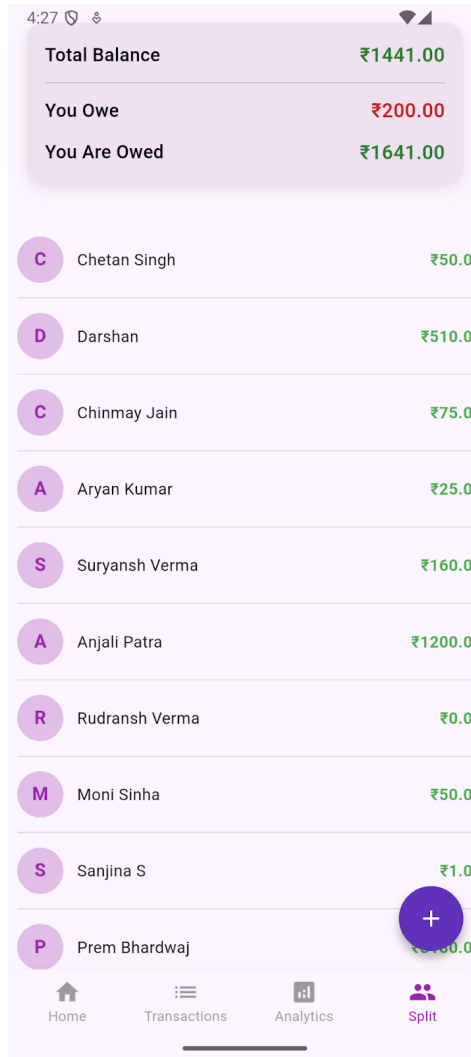 4:27
Total Balance ₹1441.00
You Owe ₹200.00
You Are Owed ₹1641.00
C Chetan Singh ₹50.0
D Darshan ₹510.0
C Chinmay Jain ₹75.0
A Aryan Kumar ₹25.0
S Suryansh Verma ₹160.0
A Anjali Patra ₹1200.0
R Rudransh Verma ₹0.0
M Moni Sinha ₹50.0
S Sanjina S ₹1.0
+
P Prem Bhardwaj
Home Transactions Analytics Split